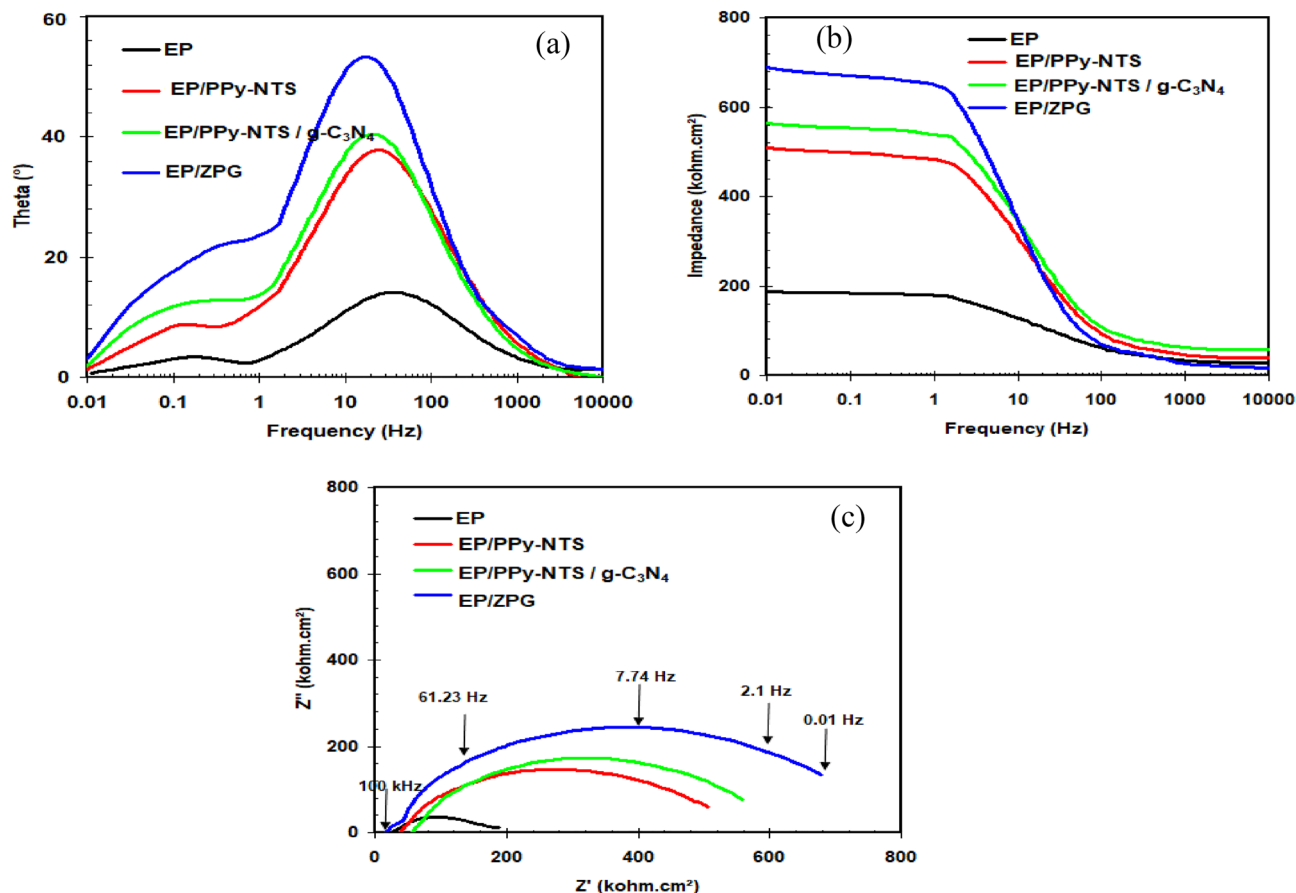 (a)
60
40
20
0
Theta (°)
EP
EP/PPy-NTS
EP/PPy-NTS / g-C₃N₄
EP/ZPG
0.01 0.1 1 10 100 1000 10000
Frequency (Hz)
(b)
800
600
400
200
0
Impedance (kohm.cm²)
EP
EP/PPy-NTS
EP/PPy-NTS / g-C₃N₄
EP/ZPG
0.01 0.1 1 10 100 1000 10000
Frequency (Hz)
(c)
800
600
400
200
0
Z'' (kohm.cm²)
EP
EP/PPy-NTS
EP/PPy-NTS / g-C₃N₄
EP/ZPG
100 kHz
61.23 Hz
7.74 Hz
2.1 Hz
0.01 Hz
0 200 400 600 800
Z' (kohm.cm²)